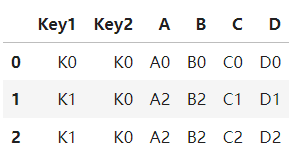 Key1 Key2 A B C D
0 K0 K0 A0 B0 C0 D0
1 K1 K0 A2 B2 C1 D1
2 K1 K0 A2 B2 C2 D2